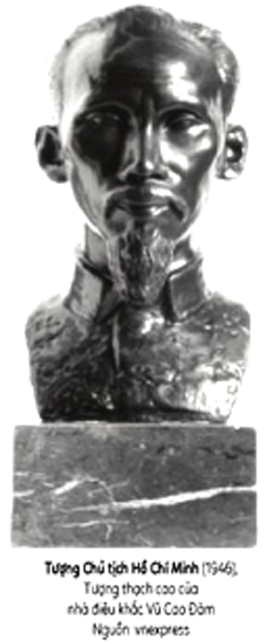 Tượng Chủ tịch Hồ Chí Minh (1946),
Tượng thạch cao của
nhà điêu khắc Vũ Cao Đàm
Nguồn vnexpress